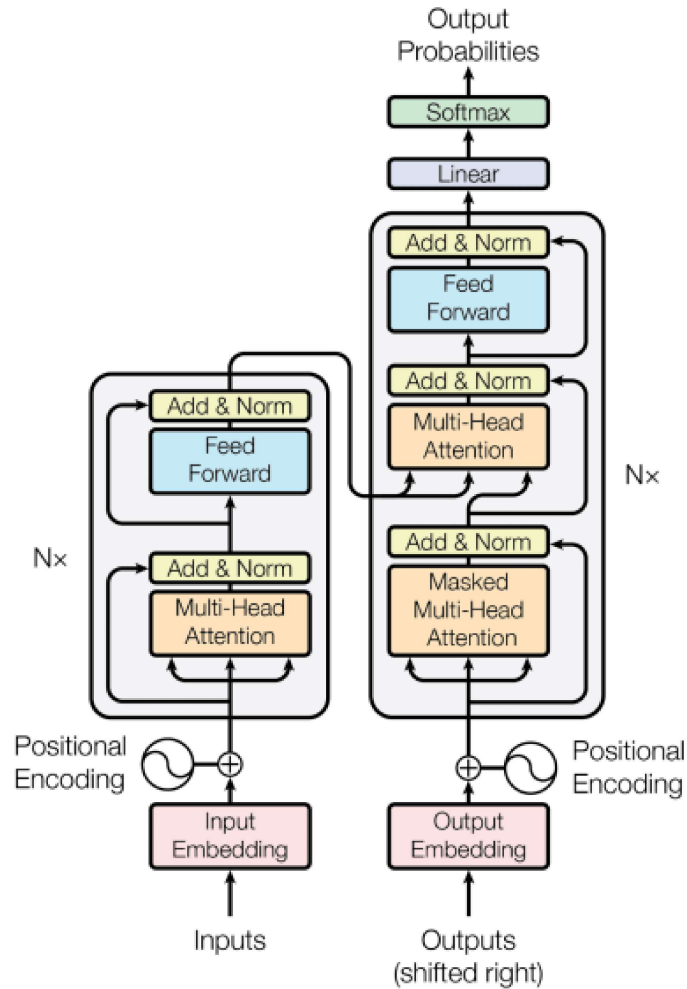 Output
Probabilities
Softmax
Linear
Add & Norm
Feed
Forward
Add & Norm
Multi-Head
Attention
Add & Norm
Masked
Multi-Head
Attention
Nx
Add & Norm
Feed
Forward
Add & Norm
Multi-Head
Attention
Nx
Positional
Encoding
Positional
Encoding
Input
Embedding
Output
Embedding
Inputs
Outputs
(shifted right)